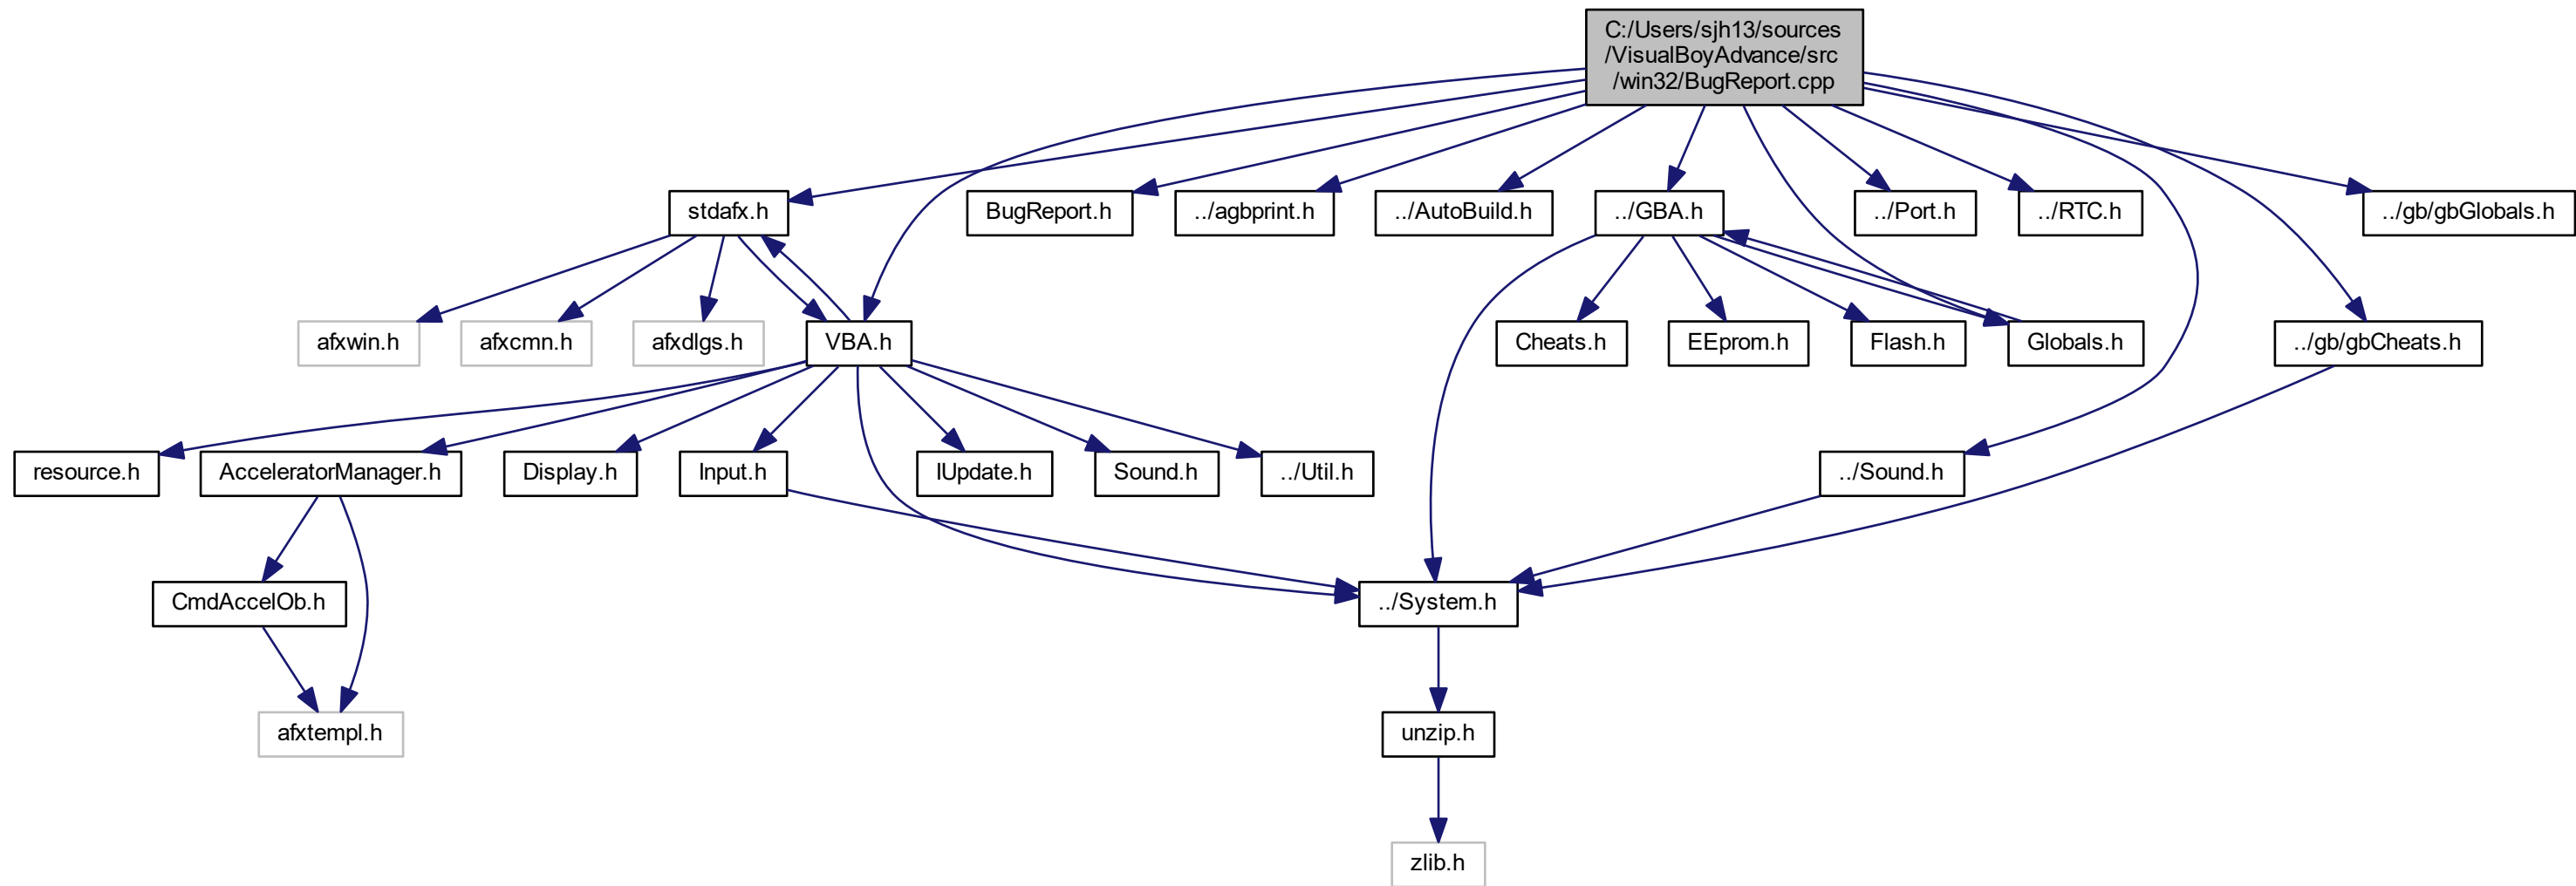 C:/Users/sjh13/sources
/VisualBoyAdvance/src
/win32/BugReport.cpp
stdafx.h
BugReport.h
../agbprint.h
../AutoBuild.h
../GBA.h
../Port.h
../RTC.h
../gb/gbGlobals.h
afxwin.h
afxcmn.h
afxdlgs.h
VBA.h
Cheats.h
EEprom.h
Flash.h
Globals.h
../gb/gbCheats.h
resource.h
AcceleratorManager.h
Display.h
Input.h
IUpdate.h
Sound.h
../Util.h
../Sound.h
CmdAccelOb.h
../System.h
afxtempl.h
unzip.h
zlib.h